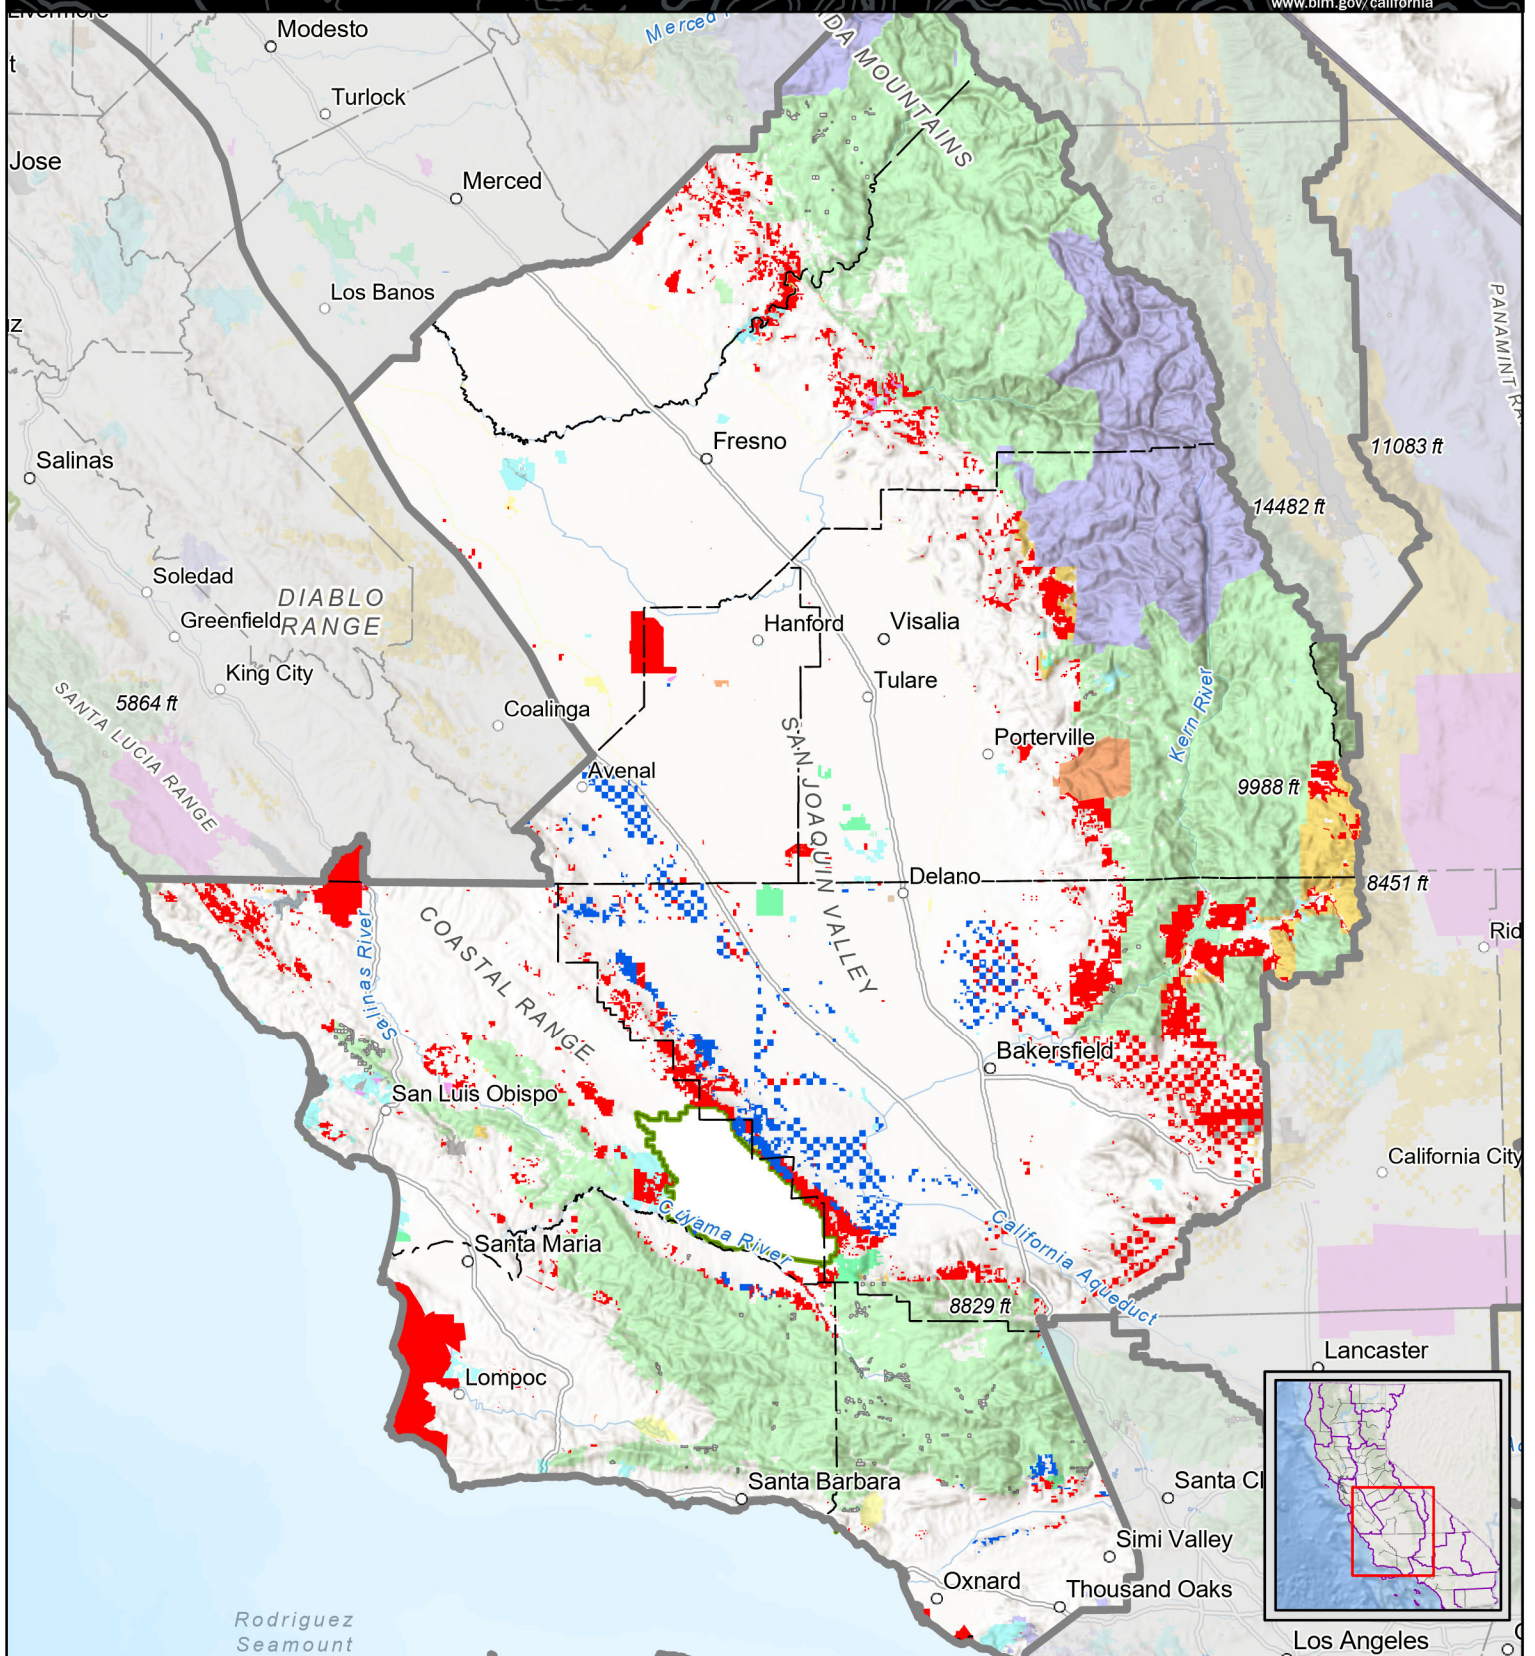 www.blm.gov/california
Livermore
Modesto
Merced
MOUNTAINS
Turlock
Jose
Merced
Los Banos
PANAMINT
Fresno
11083 ft
Salinas
14482 ft
Soledad
DIABLO
RANGE
Greenfield
Hanford
Visalia
King City
Tulare
5864 ft
SANTA LUCIA RANGE
Coalinga
Kern River
SAN JOAQUIN VALLEY
Porterville
Avenal
9988 ft
Delano
8451 ft
COASTAL RANGE
Salinas River
Bakersfield
San Luis Obispo
California City
Cuyama River
California Aqueduct
Santa Maria
8829 ft
Lancaster
Lompoc
Santa Barbara
Simi Valley
Oxnard
Thousand Oaks
Rodriguez
Seamount
Los Angeles